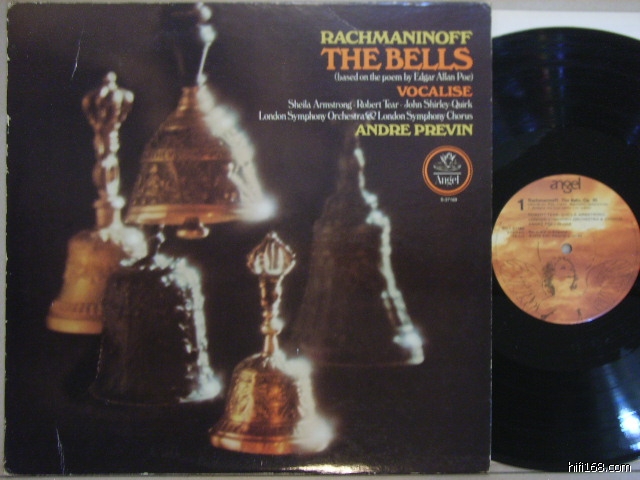 RACHMANINOFF
THE BELLS
(based on the poem by Edgar Allan Poe)
VOCALISE
Sheila Armstrong · Robert Tear · John Shirley-Quirk
London Symphony Orchestra & London Symphony Chorus
ANDRE PREVIN
Angel
angel
1
hifi168.com